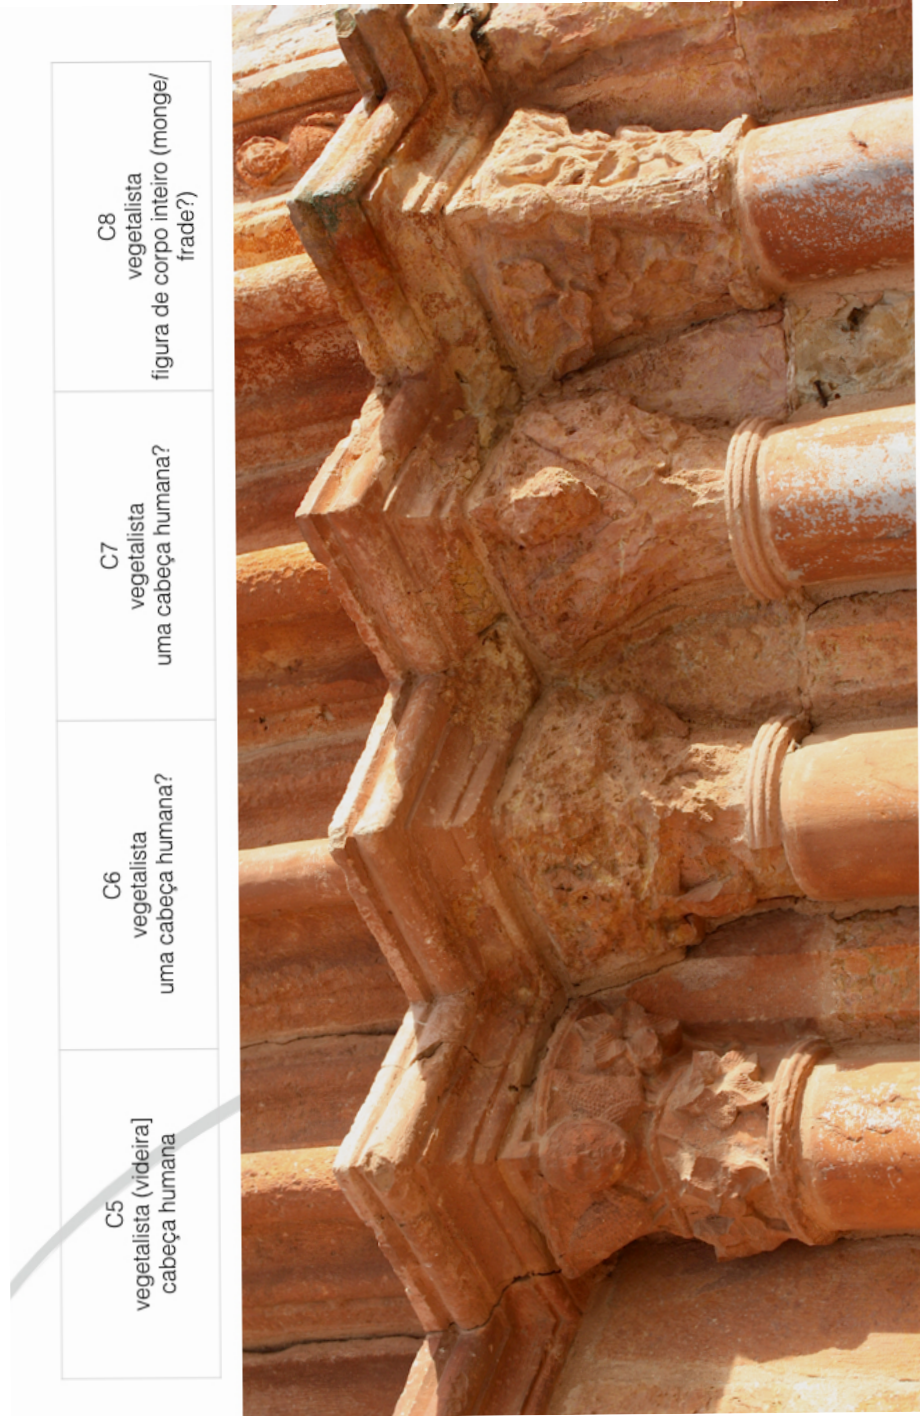 C5
vegetalista (videira]
cabeça humana
C6
vegetalista
uma cabeça humana?
C7
vegetalista
uma cabeça humana?
C8
vegetalista
figura de corpo inteiro (monge/
frade?)